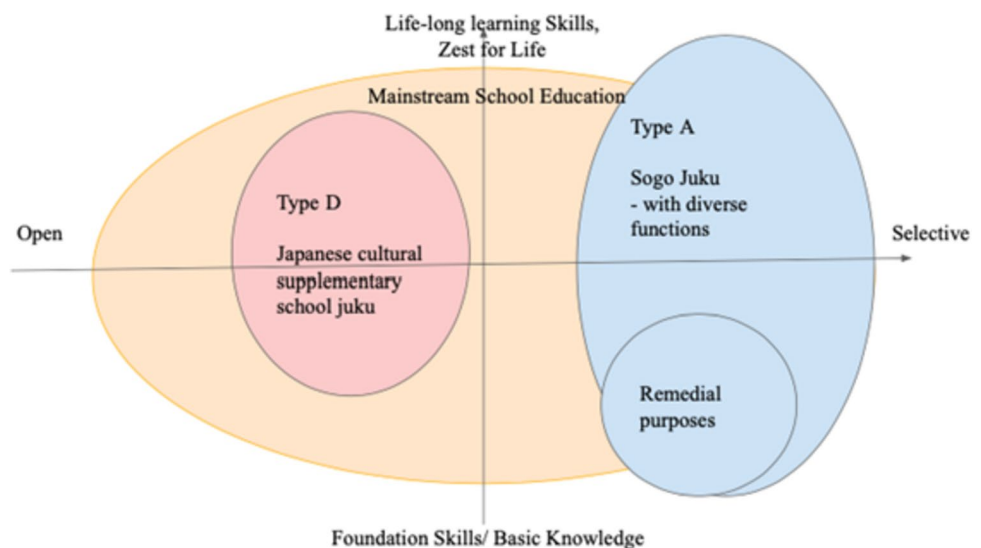 Life-long learning Skills,
Zest for Life
Mainstream School Education
Type A
Sogo Juku
- with diverse
functions
Type D
Japanese cultural
supplementary
school juku
Open
Selective
Remedial
purposes
Foundation Skills/ Basic Knowledge